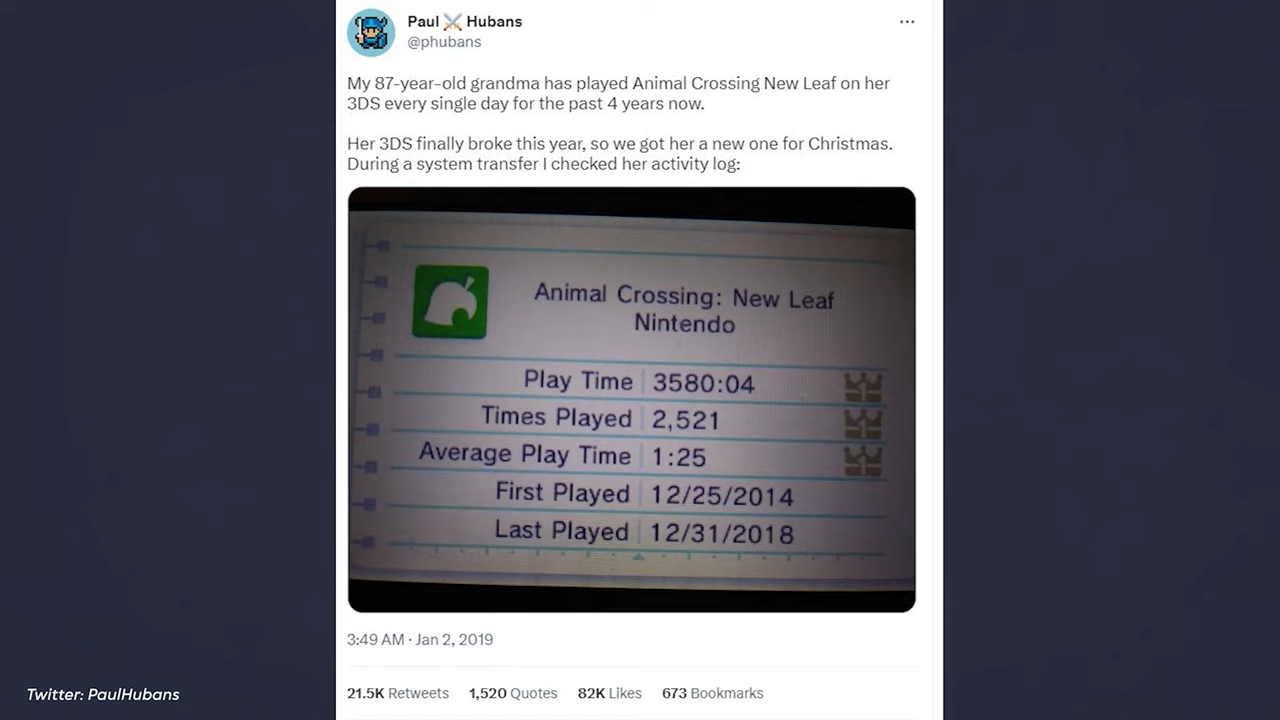 Paul ⚔️ Hubans
@phubans
My 87-year-old grandma has played Animal Crossing New Leaf on her
3DS every single day for the past 4 years now.
Her 3DS finally broke this year, so we got her a new one for Christmas.
During a system transfer I checked her activity log:
Animal Crossing: New Leaf
Nintendo
Play Time 3580:04
Times Played 2,521
Average Play Time 1:25
First Played 12/25/2014
Last Played 12/31/2018
3:49 AM · Jan 2, 2019
21.5K Retweets 1,520 Quotes 82K Likes 673 Bookmarks
Twitter: PaulHubans